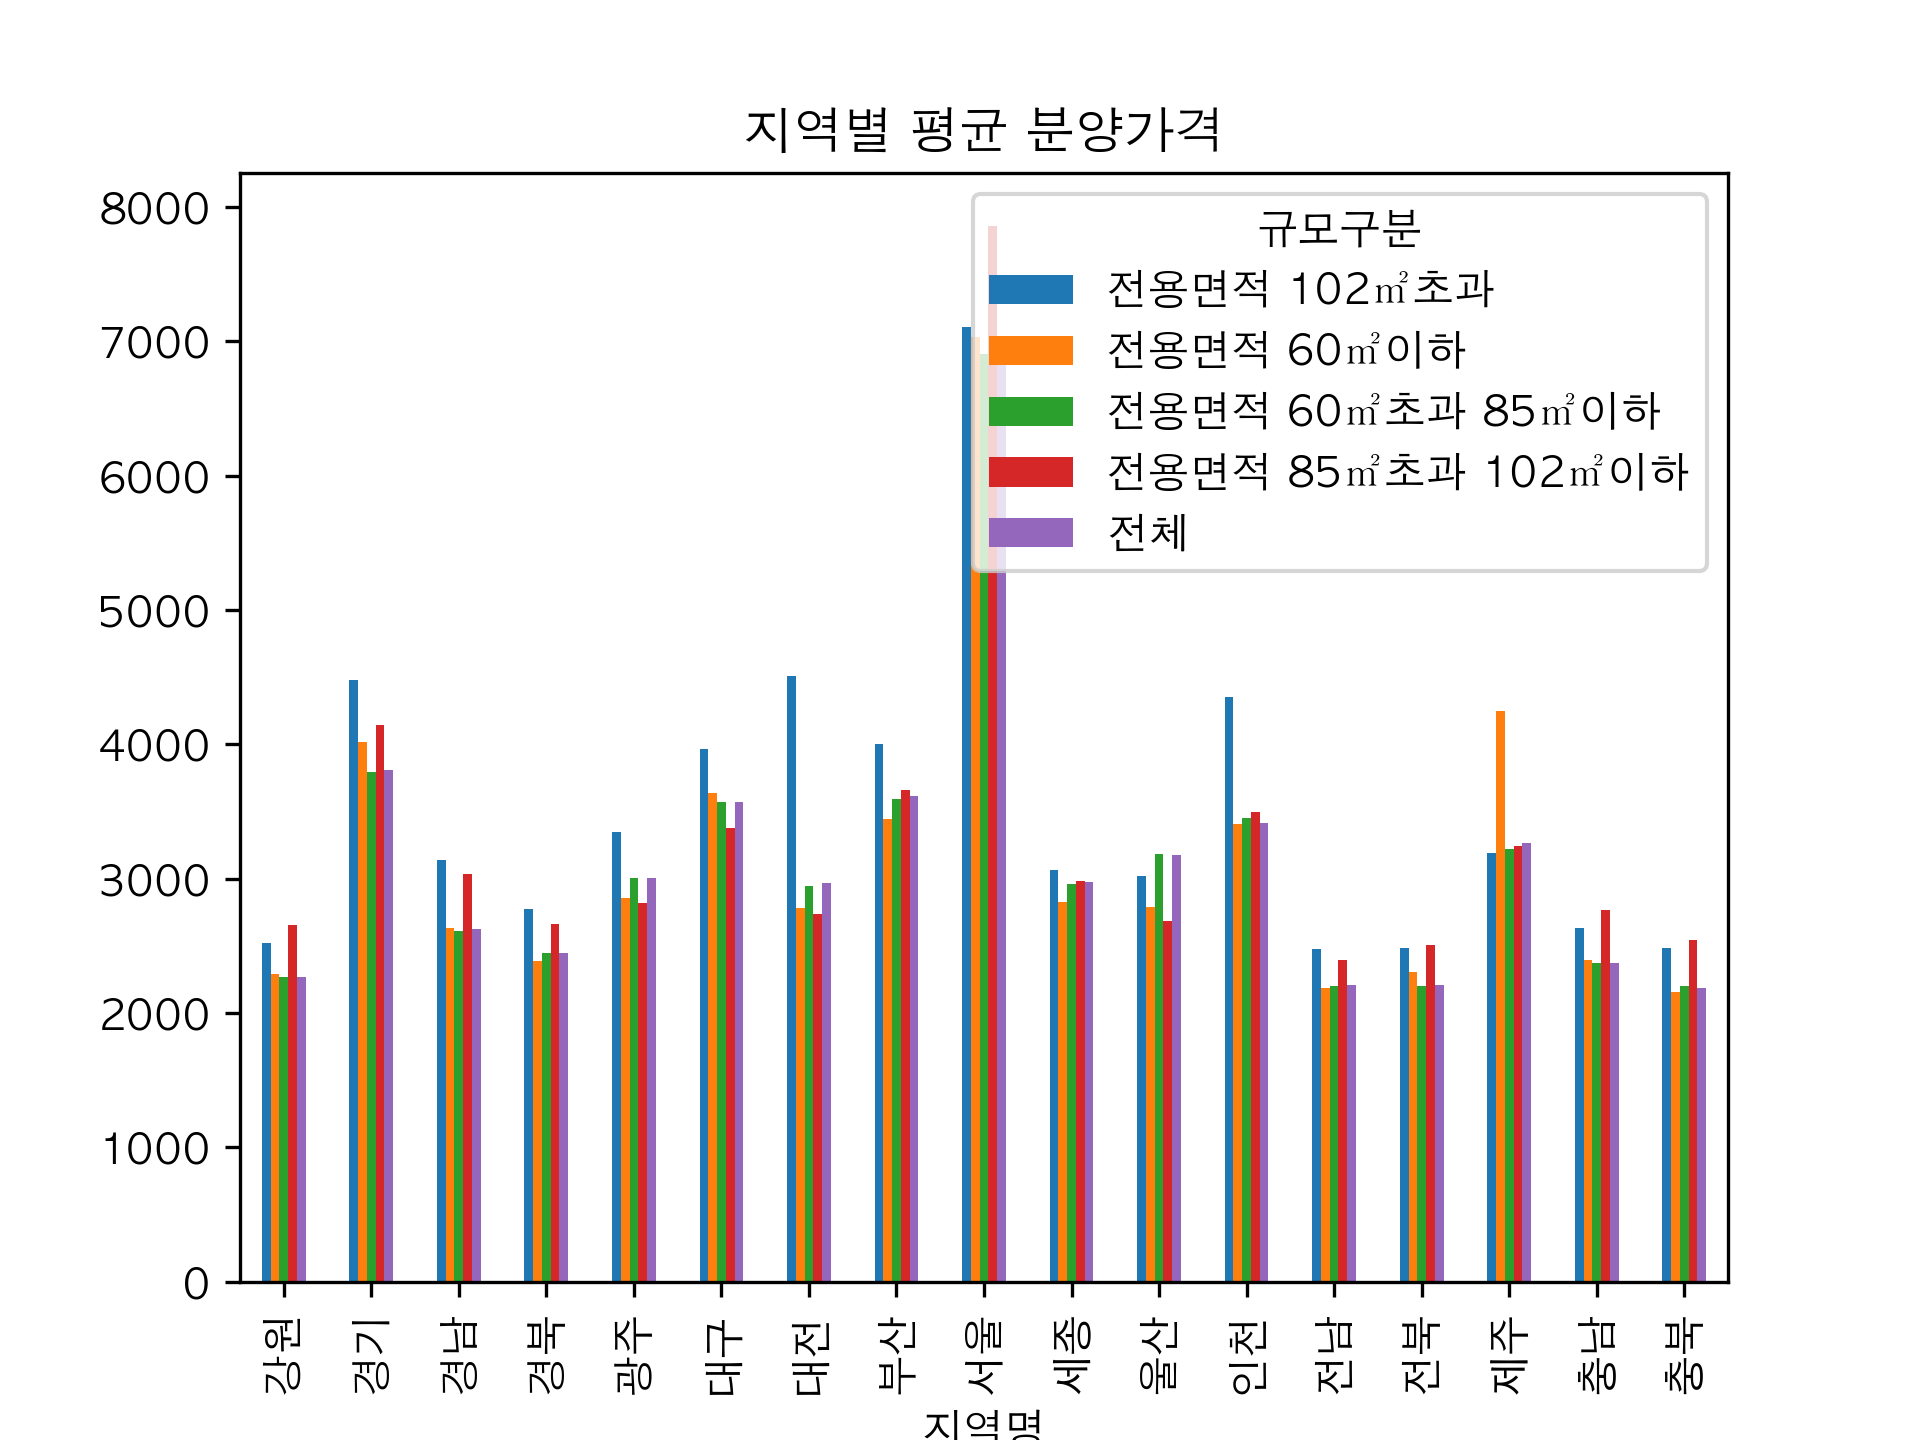 지역별 평균 분양가격
8000
7000
6000
5000
4000
3000
2000
1000
0
규모구분
전용면적 102㎡초과
전용면적 60㎡이하
전용면적 60㎡초과 85㎡이하
전용면적 85㎡초과 102㎡이하
전체
강원
경기
경남
경북
광주
대구
대전
부산
서울
세종
울산
인천
전남
전북
제주
충남
충북
지역명